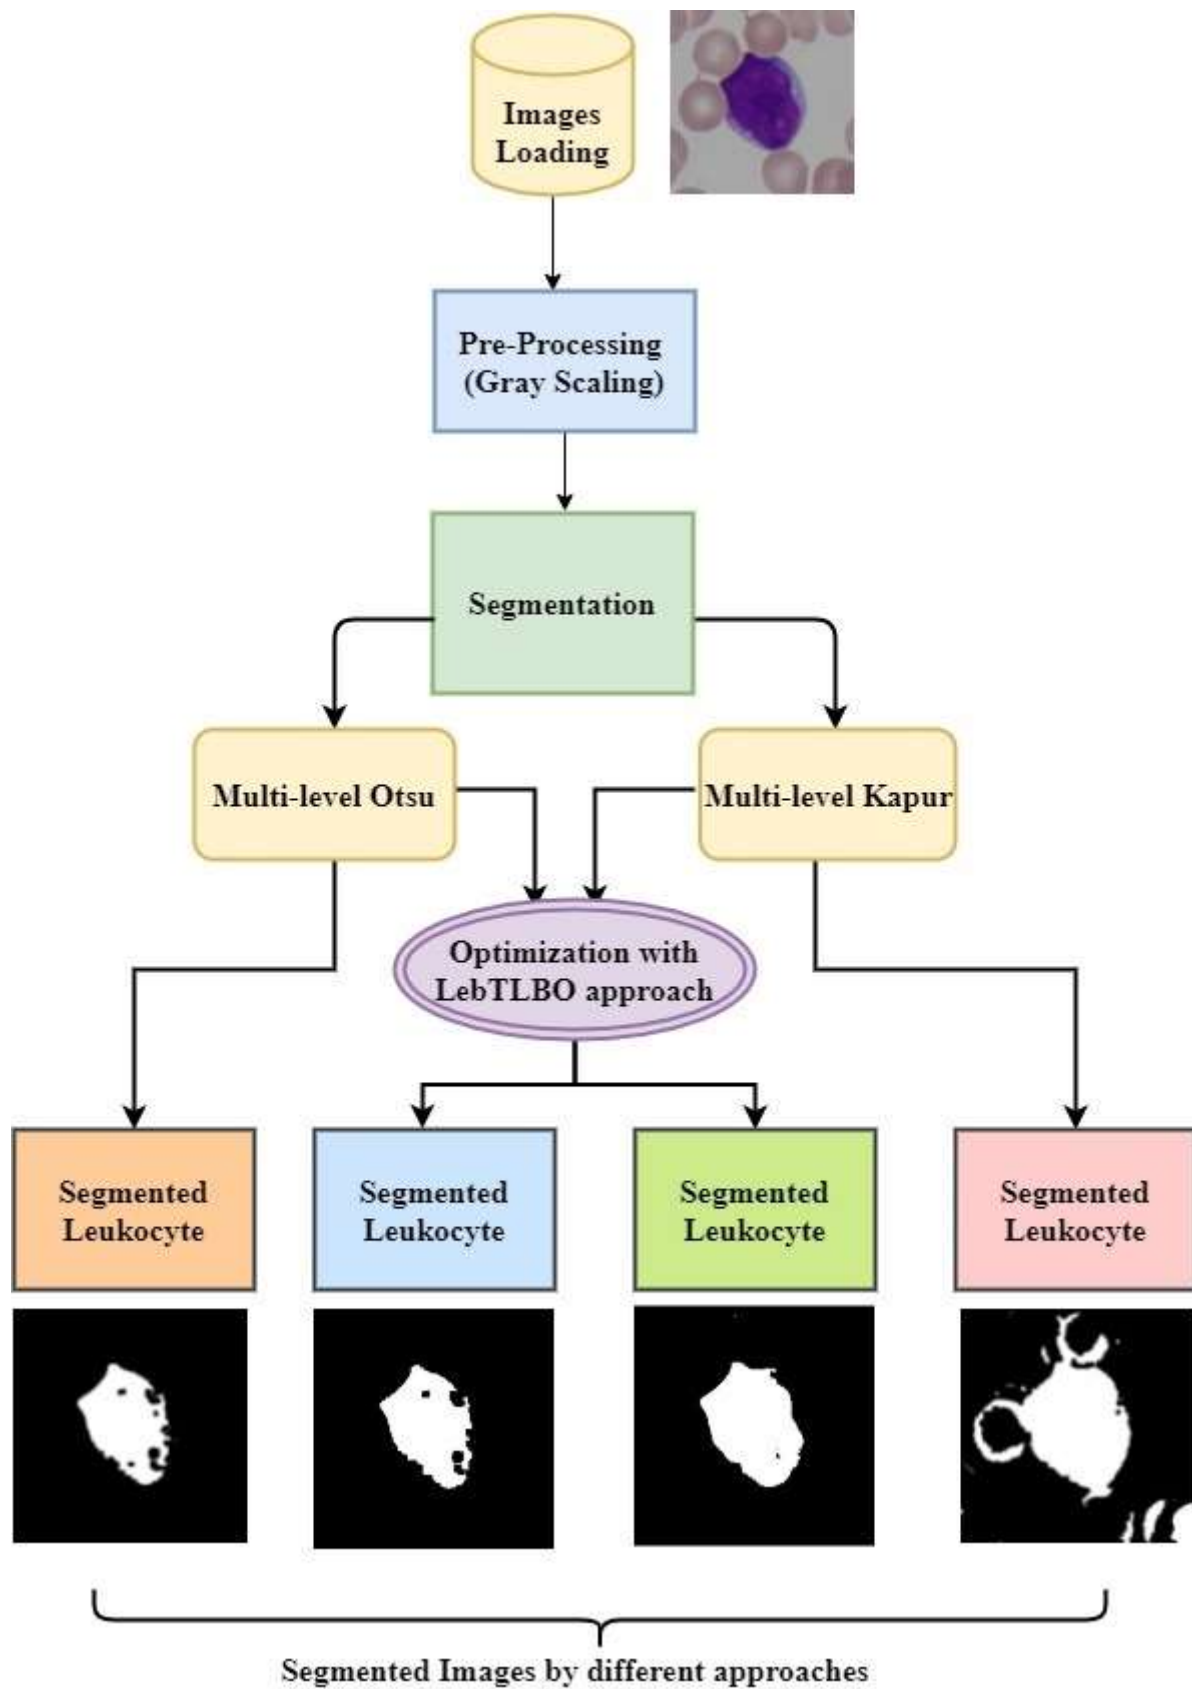 Images
Loading
Pre-Processing
(Gray Scaling)
Segmentation
Multi-level Otsu
Multi-level Kapur
Optimization with
LebTLBO approach
Segmented
Leukocyte
Segmented
Leukocyte
Segmented
Leukocyte
Segmented
Leukocyte
Segmented Images by different approaches